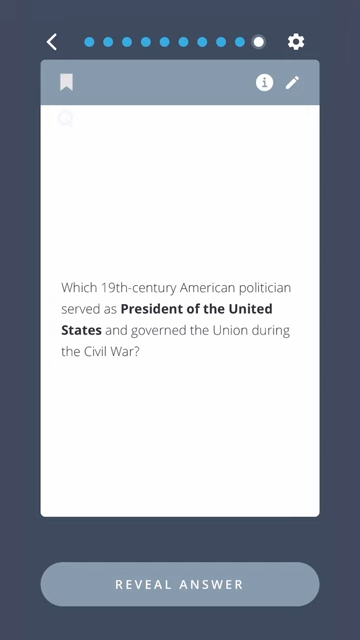 Which 19th-century American politician
served as President of the United
States and governed the Union during
the Civil War?
REVEAL ANSWER